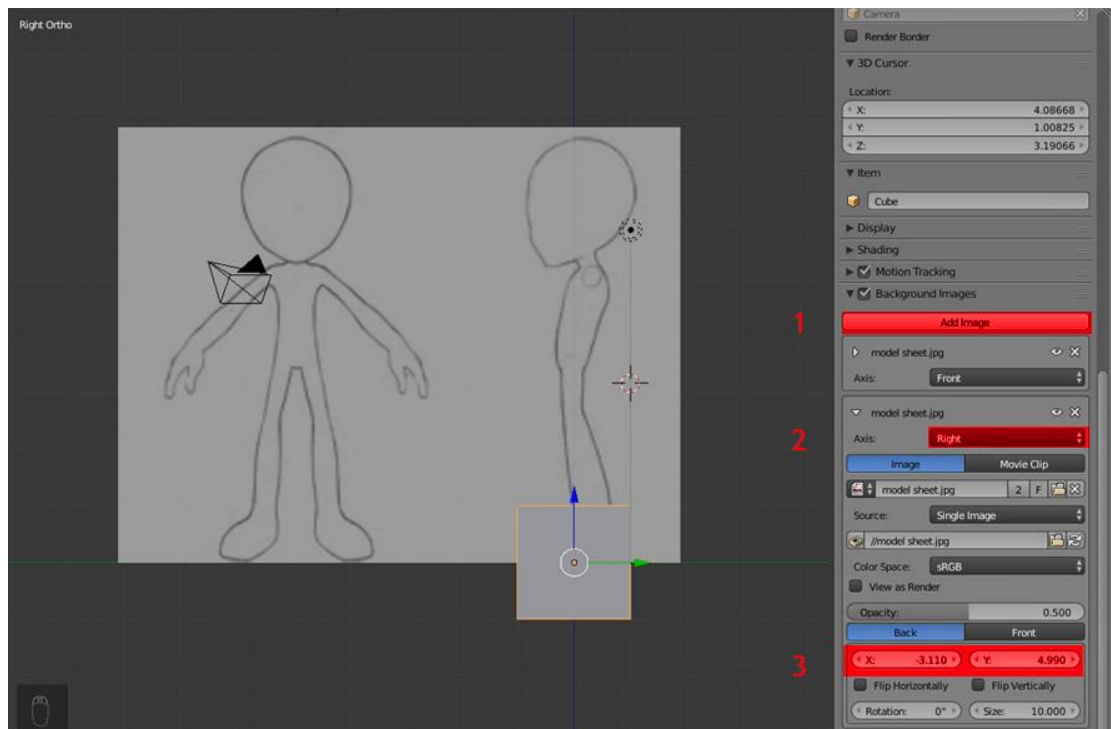 Right Ortho
Camera
Render Border
3D Cursor
Location:
X: 4.08668
Y: 1.00825
Z: 3.19066
Item
Cube
Display
Shading
Motion Tracking
Background Images
1
Add Image
model sheet.jpg
Axis: Front
model sheet.jpg
2
Axis: Right
Image Movie Clip
model sheet.jpg 2 F
Source: Single Image
//model sheet.jpg
Color Space: sRGB
View as Render
Opacity: 0.500
Back Front
3
X: -3.110 Y: 4.990
Flip Horizontally Flip Vertically
Rotation: 0° Size: 10.000